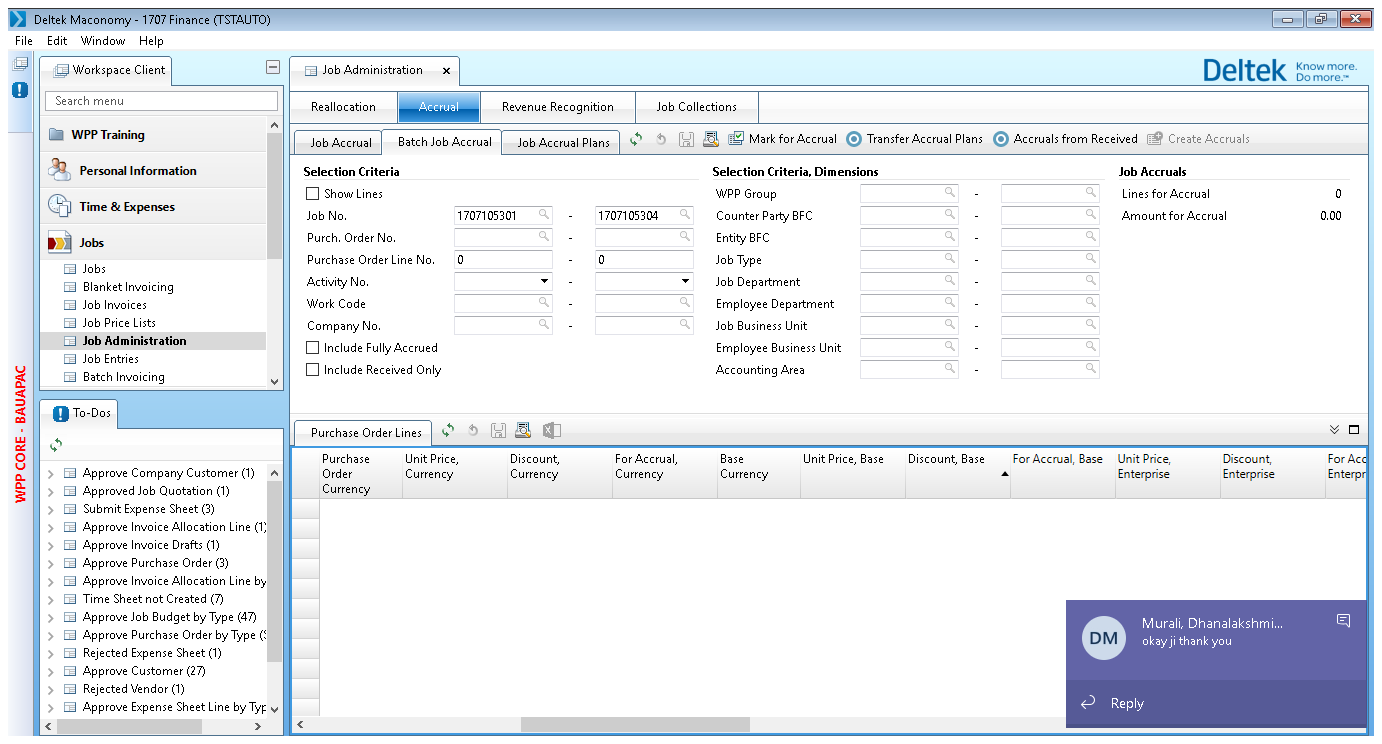 Deltek Maconomy - 1707 Finance (TSTAUTO)
File Edit Window Help
WPP CORE - BAUAPAC
Workspace Client
Search menu
WPP Training
Personal Information
Time & Expenses
Jobs
Jobs
Blanket Invoicing
Job Invoices
Job Price Lists
Job Administration
Job Entries
Batch Invoicing
To-Dos
Approve Company Customer (1)
Approved Job Quotation (1)
Submit Expense Sheet (3)
Approve Invoice Allocation Line (1)
Approve Invoice Drafts (1)
Approve Purchase Order (3)
Approve Invoice Allocation Line by
Time Sheet not Created (7)
Approve Job Budget by Type (47)
Approve Purchase Order by Type (
Rejected Expense Sheet (1)
Approve Customer (27)
Rejected Vendor (1)
Approve Expense Sheet Line by Typ
Job Administration x
Deltek Know more.
Do more.™
Reallocation Accrual Revenue Recognition Job Collections
Job Accrual Batch Job Accrual Job Accrual Plans Mark for Accrual Transfer Accrual Plans Accruals from Received Create Accruals
Selection Criteria
Show Lines
Job No. 1707105301 - 1707105304
Purch. Order No. -
Purchase Order Line No. 0 - 0
Activity No. -
Work Code -
Company No. -
Include Fully Accrued
Include Received Only
Selection Criteria, Dimensions
WPP Group -
Counter Party BFC -
Entity BFC -
Job Type -
Job Department -
Employee Department -
Job Business Unit -
Employee Business Unit -
Accounting Area -
Job Accruals
Lines for Accrual 0
Amount for Accrual 0.00
Purchase Order Lines
Purchase Unit Price, Discount, For Accrual, Base Unit Price, Base Discount, Base For Accrual, Base Unit Price, Discount, For Acc
Order Currency Currency Currency Currency Enterprise Enterprise Enterpr
Currency
DM
Murali, Dhanalakshmi...
okay ji thank you
Reply